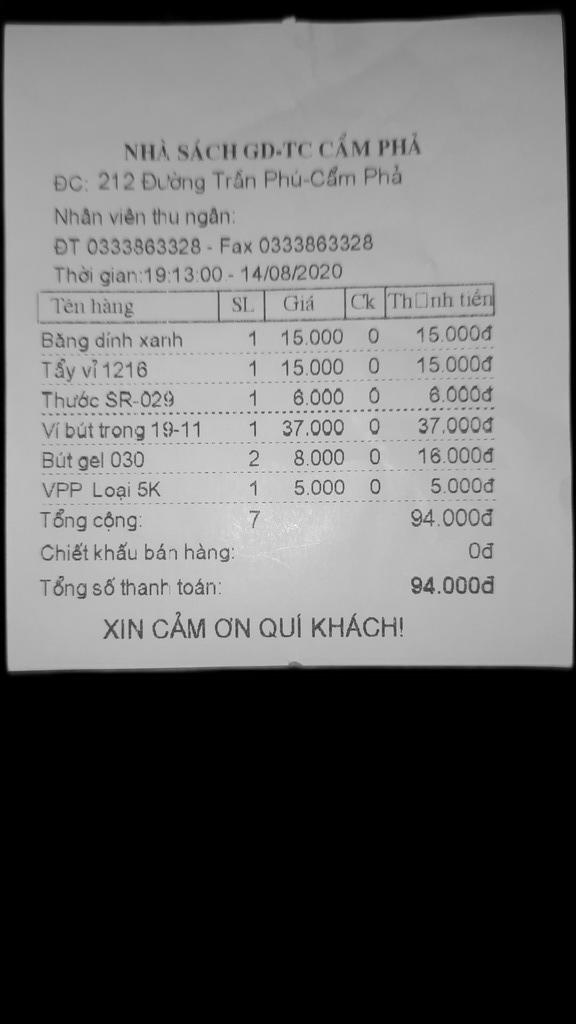 NHÀ SÁCH GD-TC CẨM PHẢ
ĐC: 212 Đường Trần Phú-Cẩm Phả
Nhân viên thu ngân:
ĐT 0333863328 - Fax 0333863328
Thời gian:19:13:00 - 14/08/2020
Tên hàng SL Giá Ck Th□nh tiền
Băng dính xanh 1 15.000 0 15.000đ
Tẩy vỉ 1216 1 15.000 0 15.000đ
Thước SR-029 1 6.000 0 6.000đ
Ví bút trong 19-11 1 37.000 0 37.000đ
Bút gel 030 2 8.000 0 16.000đ
VPP Loại 5K 1 5.000 0 5.000đ
Tổng cộng: 7 94.000đ
Chiết khấu bán hàng: 0đ
Tổng số thanh toán: 94.000đ
XIN CẢM ƠN QUÍ KHÁCH!